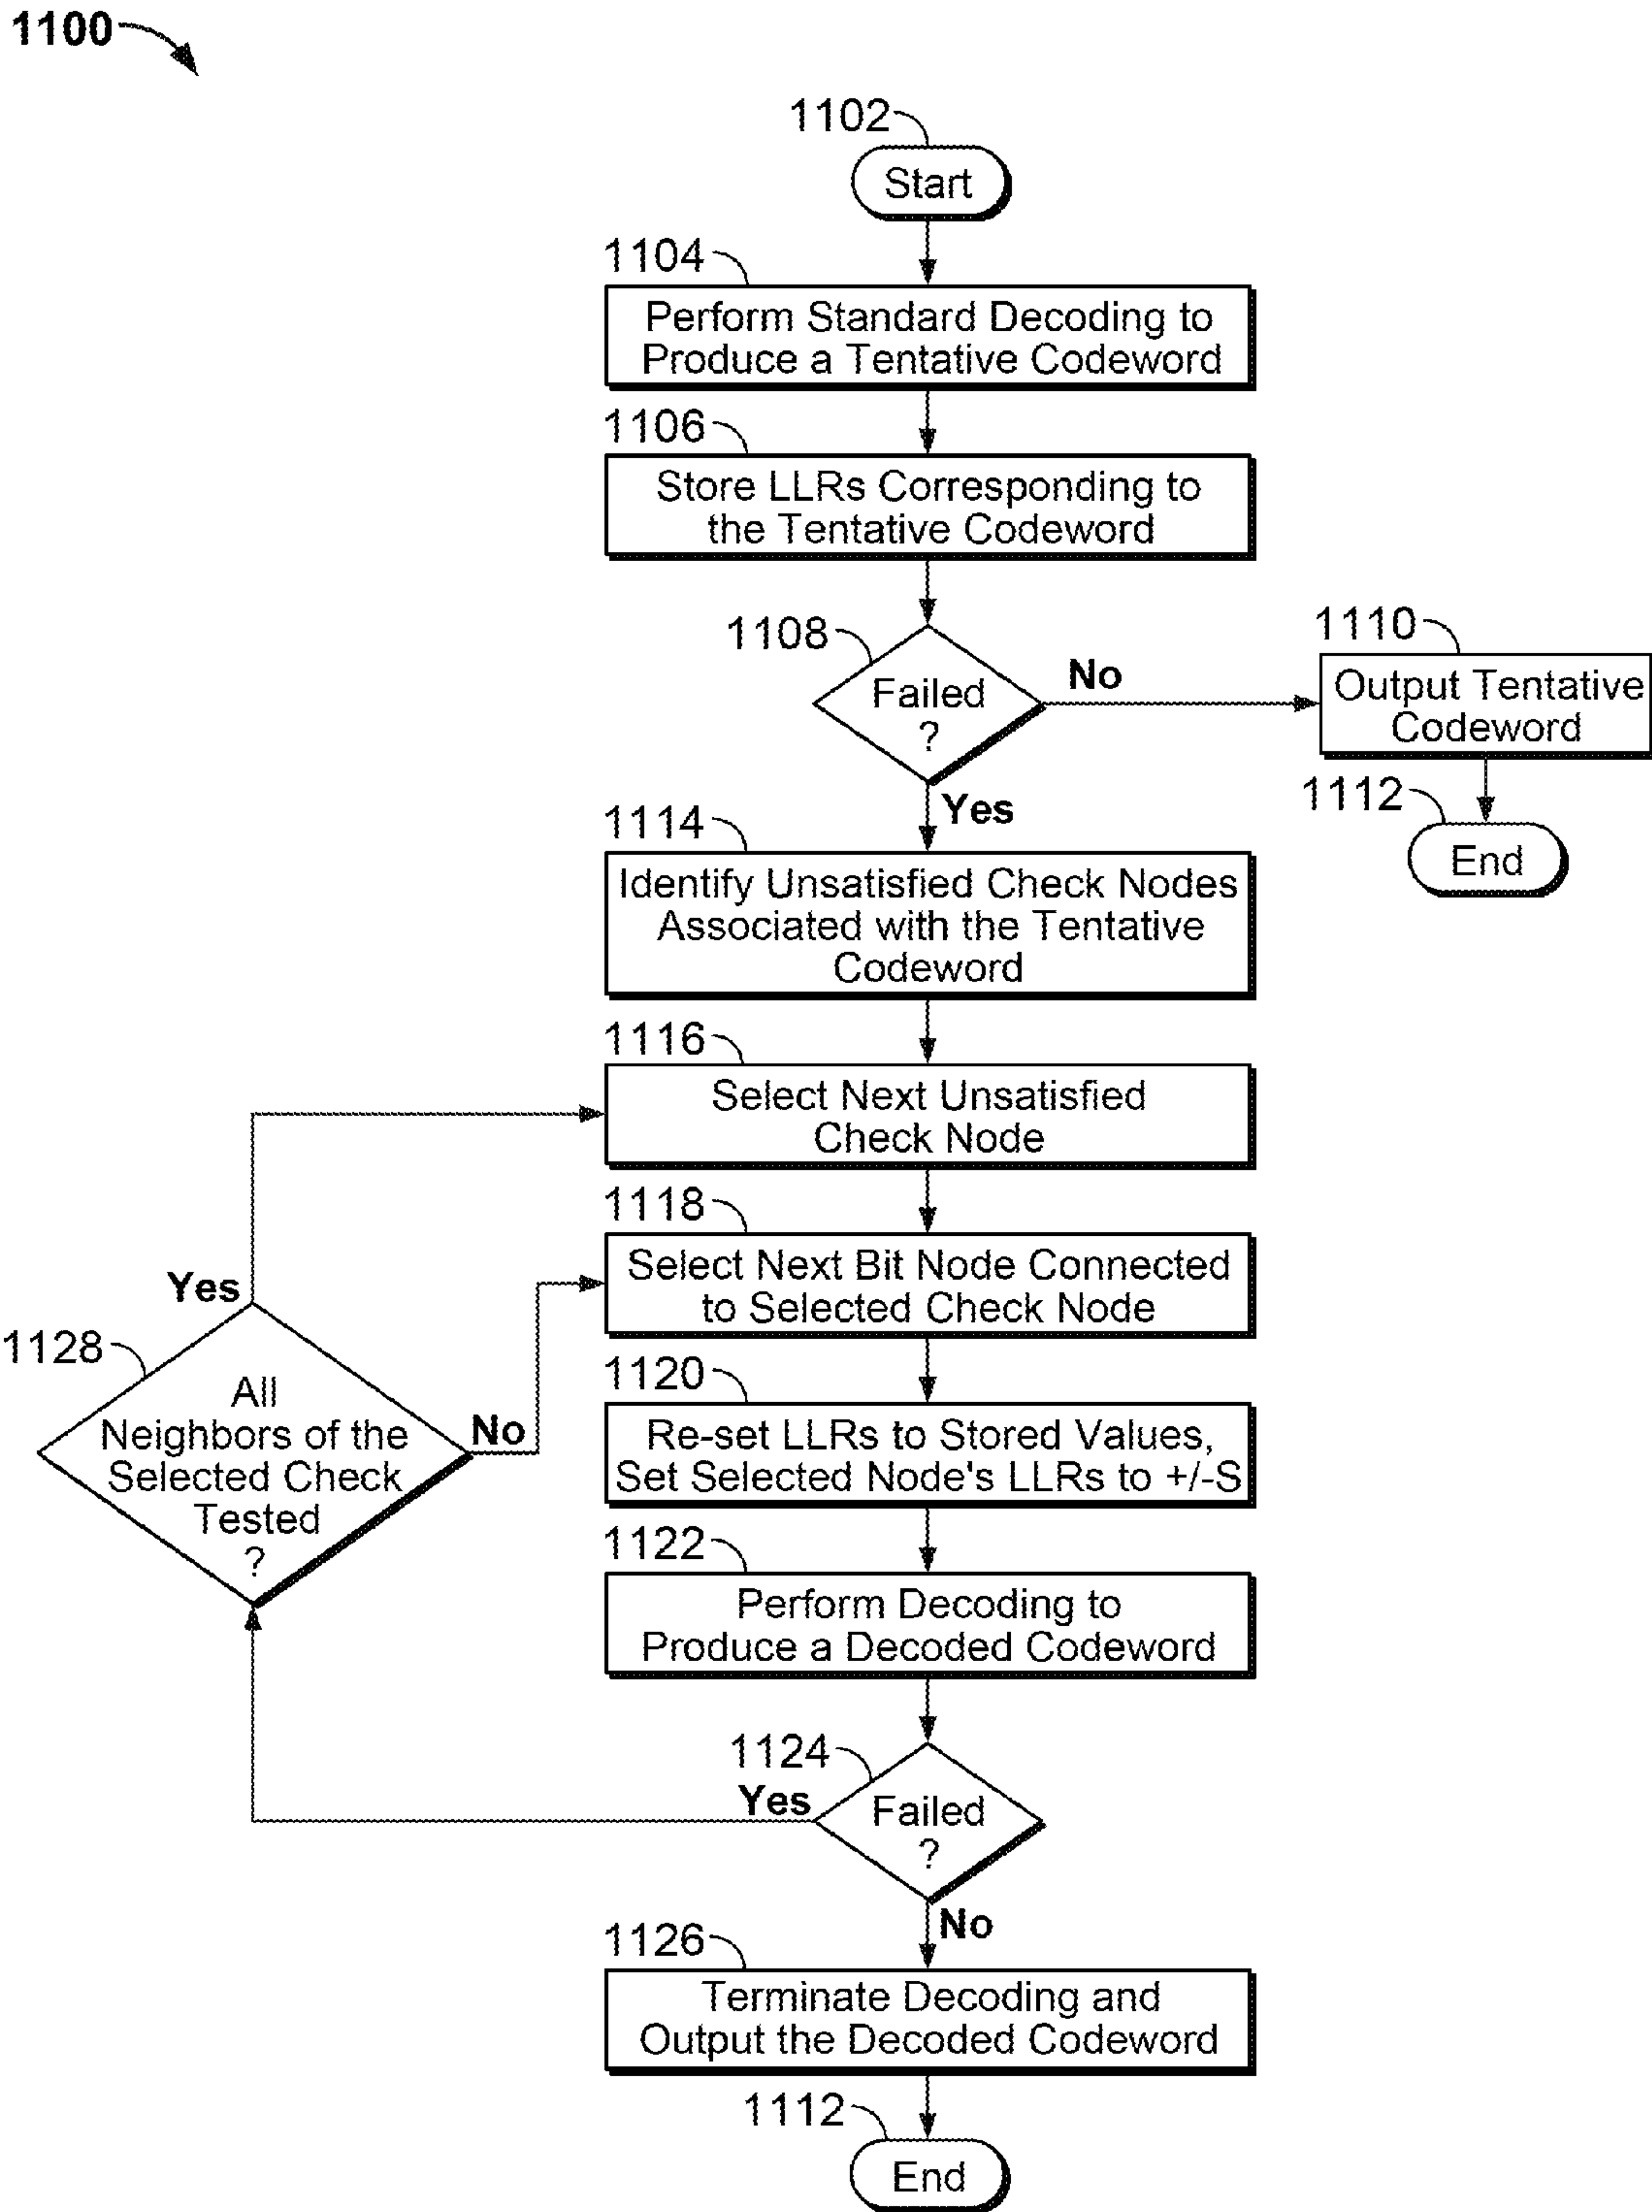 1100
1102
Start
1104
Perform Standard Decoding to
Produce a Tentative Codeword
1106
Store LLRs Corresponding to
the Tentative Codeword
1108
Failed
?
No
1110
Output Tentative
Codeword
1112
End
Yes
1114
Identify Unsatisfied Check Nodes
Associated with the Tentative
Codeword
1116
Select Next Unsatisfied
Check Node
1118
Select Next Bit Node Connected
to Selected Check Node
Yes
1128
All
Neighbors of the
Selected Check
Tested
?
No
1120
Re-set LLRs to Stored Values,
Set Selected Node's LLRs to +/-S
1122
Perform Decoding to
Produce a Decoded Codeword
1124
Yes
Failed
?
No
1126
Terminate Decoding and
Output the Decoded Codeword
1112
End